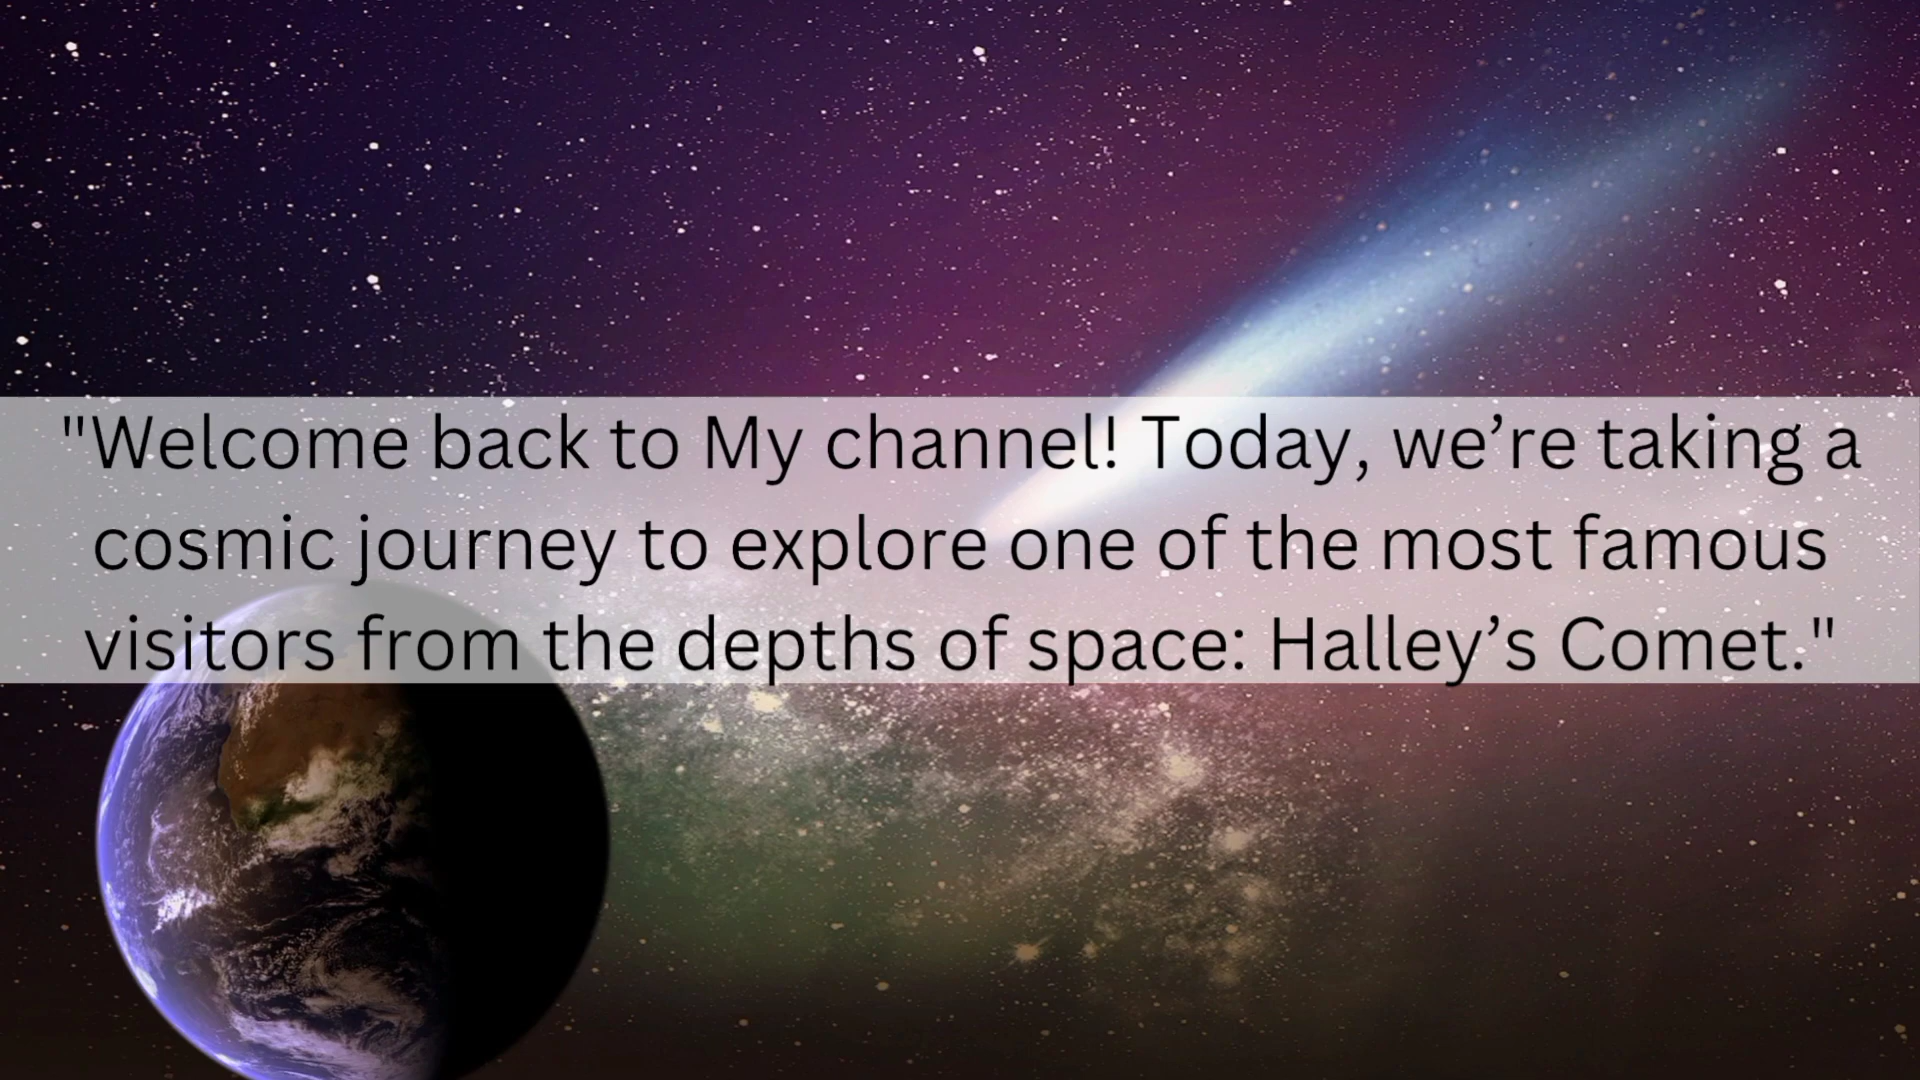 "Welcome back to My channel! Today, we’re taking a
cosmic journey to explore one of the most famous
visitors from the depths of space: Halley’s Comet."